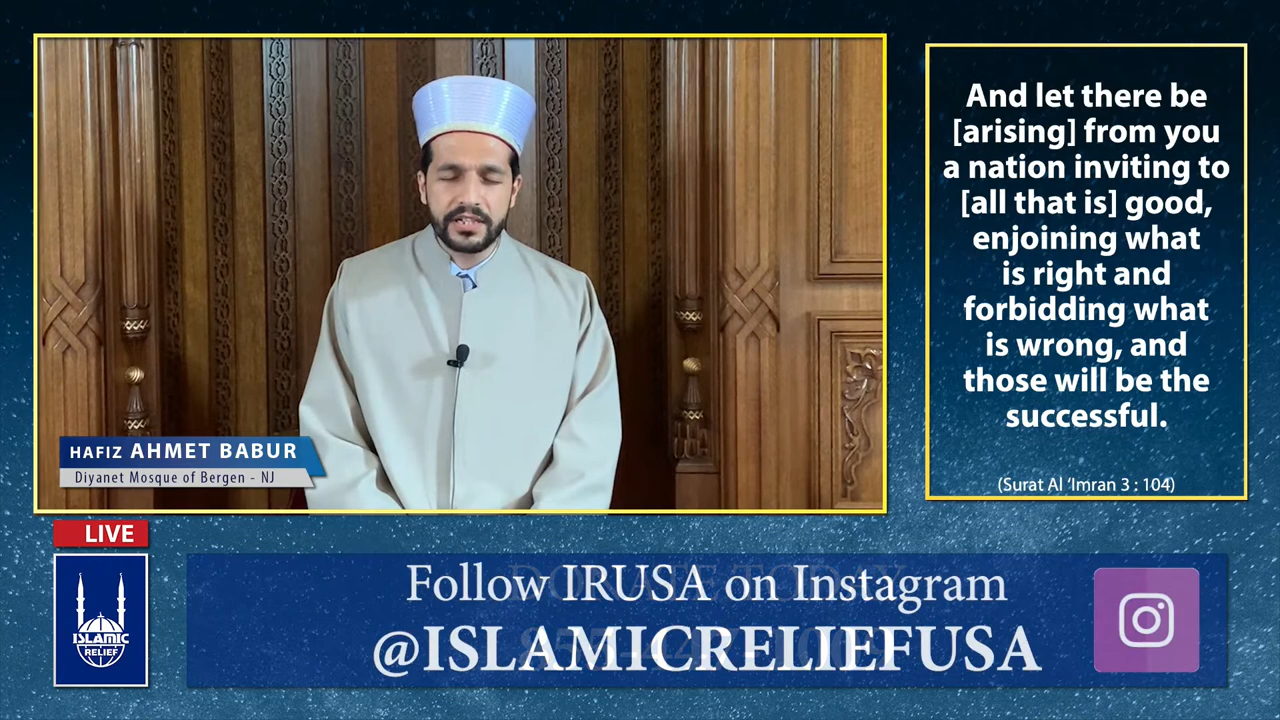 HAFIZ AHMET BABUR
Diyanet Mosque of Bergen - NJ
And let there be
[arising] from you
a nation inviting to
[all that is] good,
enjoining what
is right and
forbidding what
is wrong, and
those will be the
successful.
(Surat Al ‘Imran 3 : 104)
LIVE
ISLAMIC
RELIEF
Follow IRUSA on Instagram
@ISLAMICRELIEFUSA